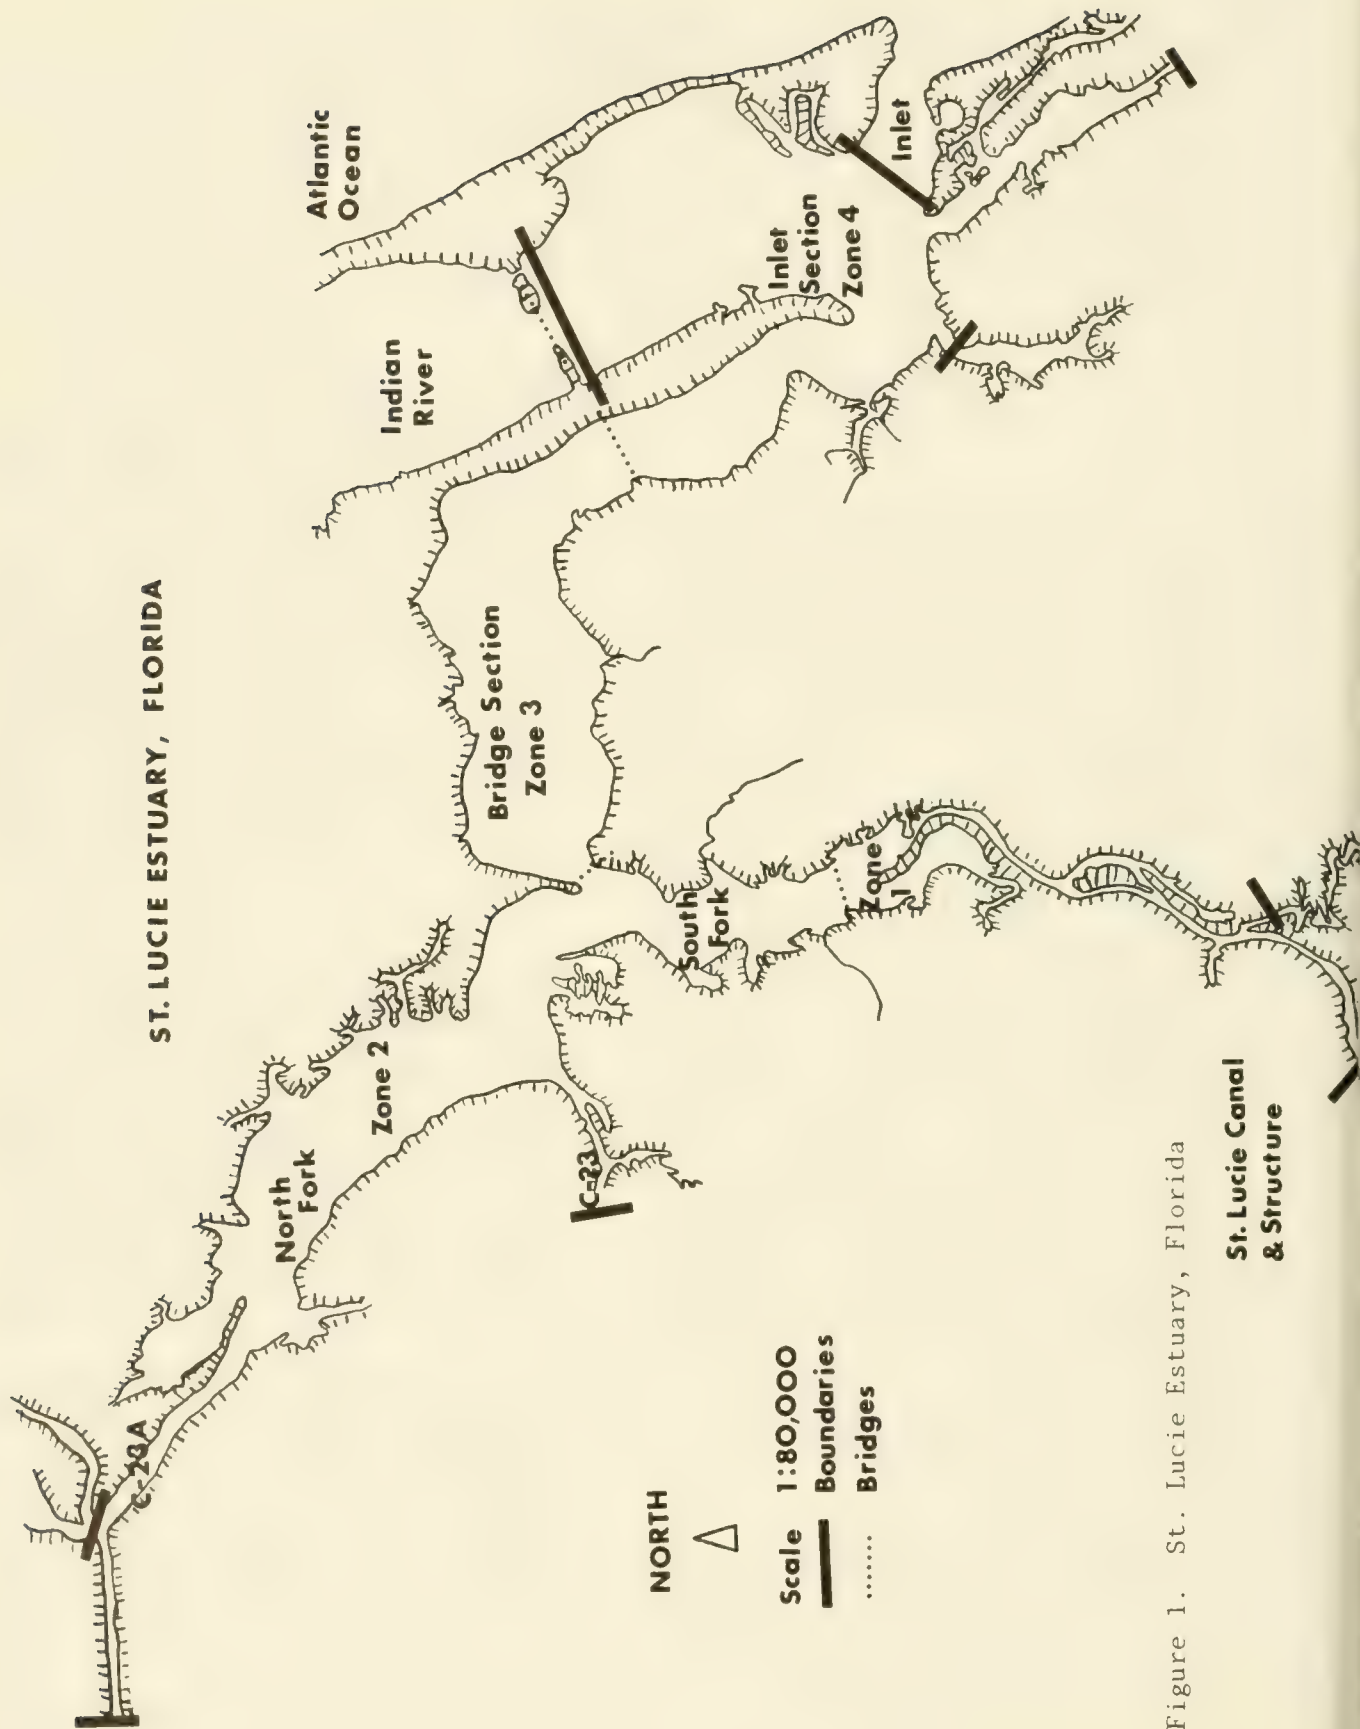 ST. LUCIE ESTUARY, FLORIDA
Atlantic
Ocean
Indian
River
C-23A
North
Fork
Zone 2
Bridge Section
Zone 3
Inlet
Section
Zone 4
Inlet
C-23
South
Fork
Zone
1
NORTH
Scale 1:80,000
Boundaries
Bridges
St. Lucie Canal
& Structure
Figure 1. St. Lucie Estuary, Florida